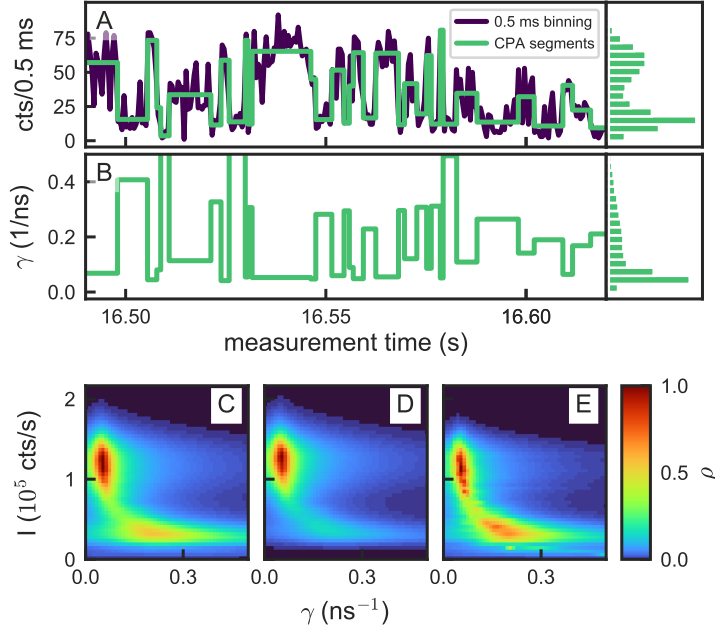 A
cts/0.5 ms
75
50
25
0
0.5 ms binning
CPA segments
B
γ (1/ns)
0.4
0.2
0.0
16.50
16.55
16.60
measurement time (s)
I (10⁵ cts/s)
2
1
0
C
D
E
1.0
0.5
0.0
ρ
0.0
0.3
0.0
0.3
0.0
0.3
γ (ns⁻¹)